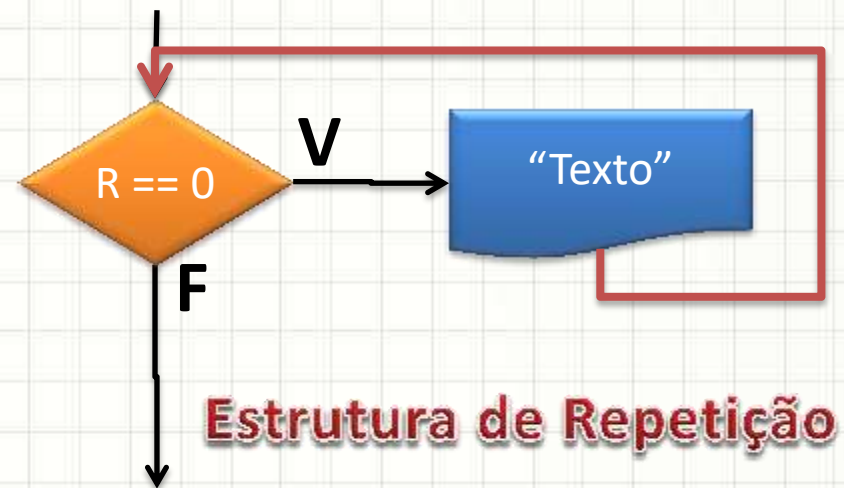 V
R == 0
“Texto”
F
Estrutura de Repetição